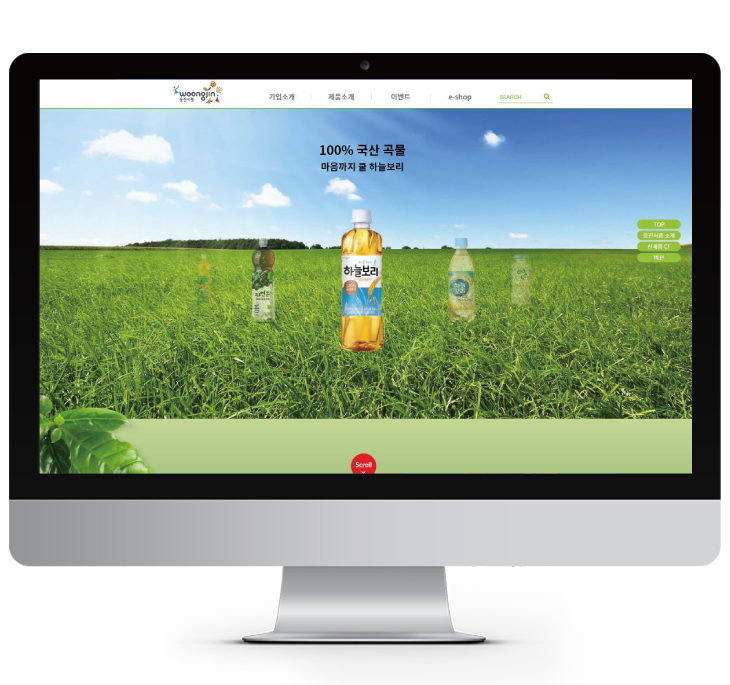 woongjin
웅진식품
기업소개
제품소개
이벤트
e-shop
SEARCH
100% 국산 곡물
마음까지 쿨 하늘보리
TOP
웅진식품 소개
신제품 CF
하늘보리
Scroll